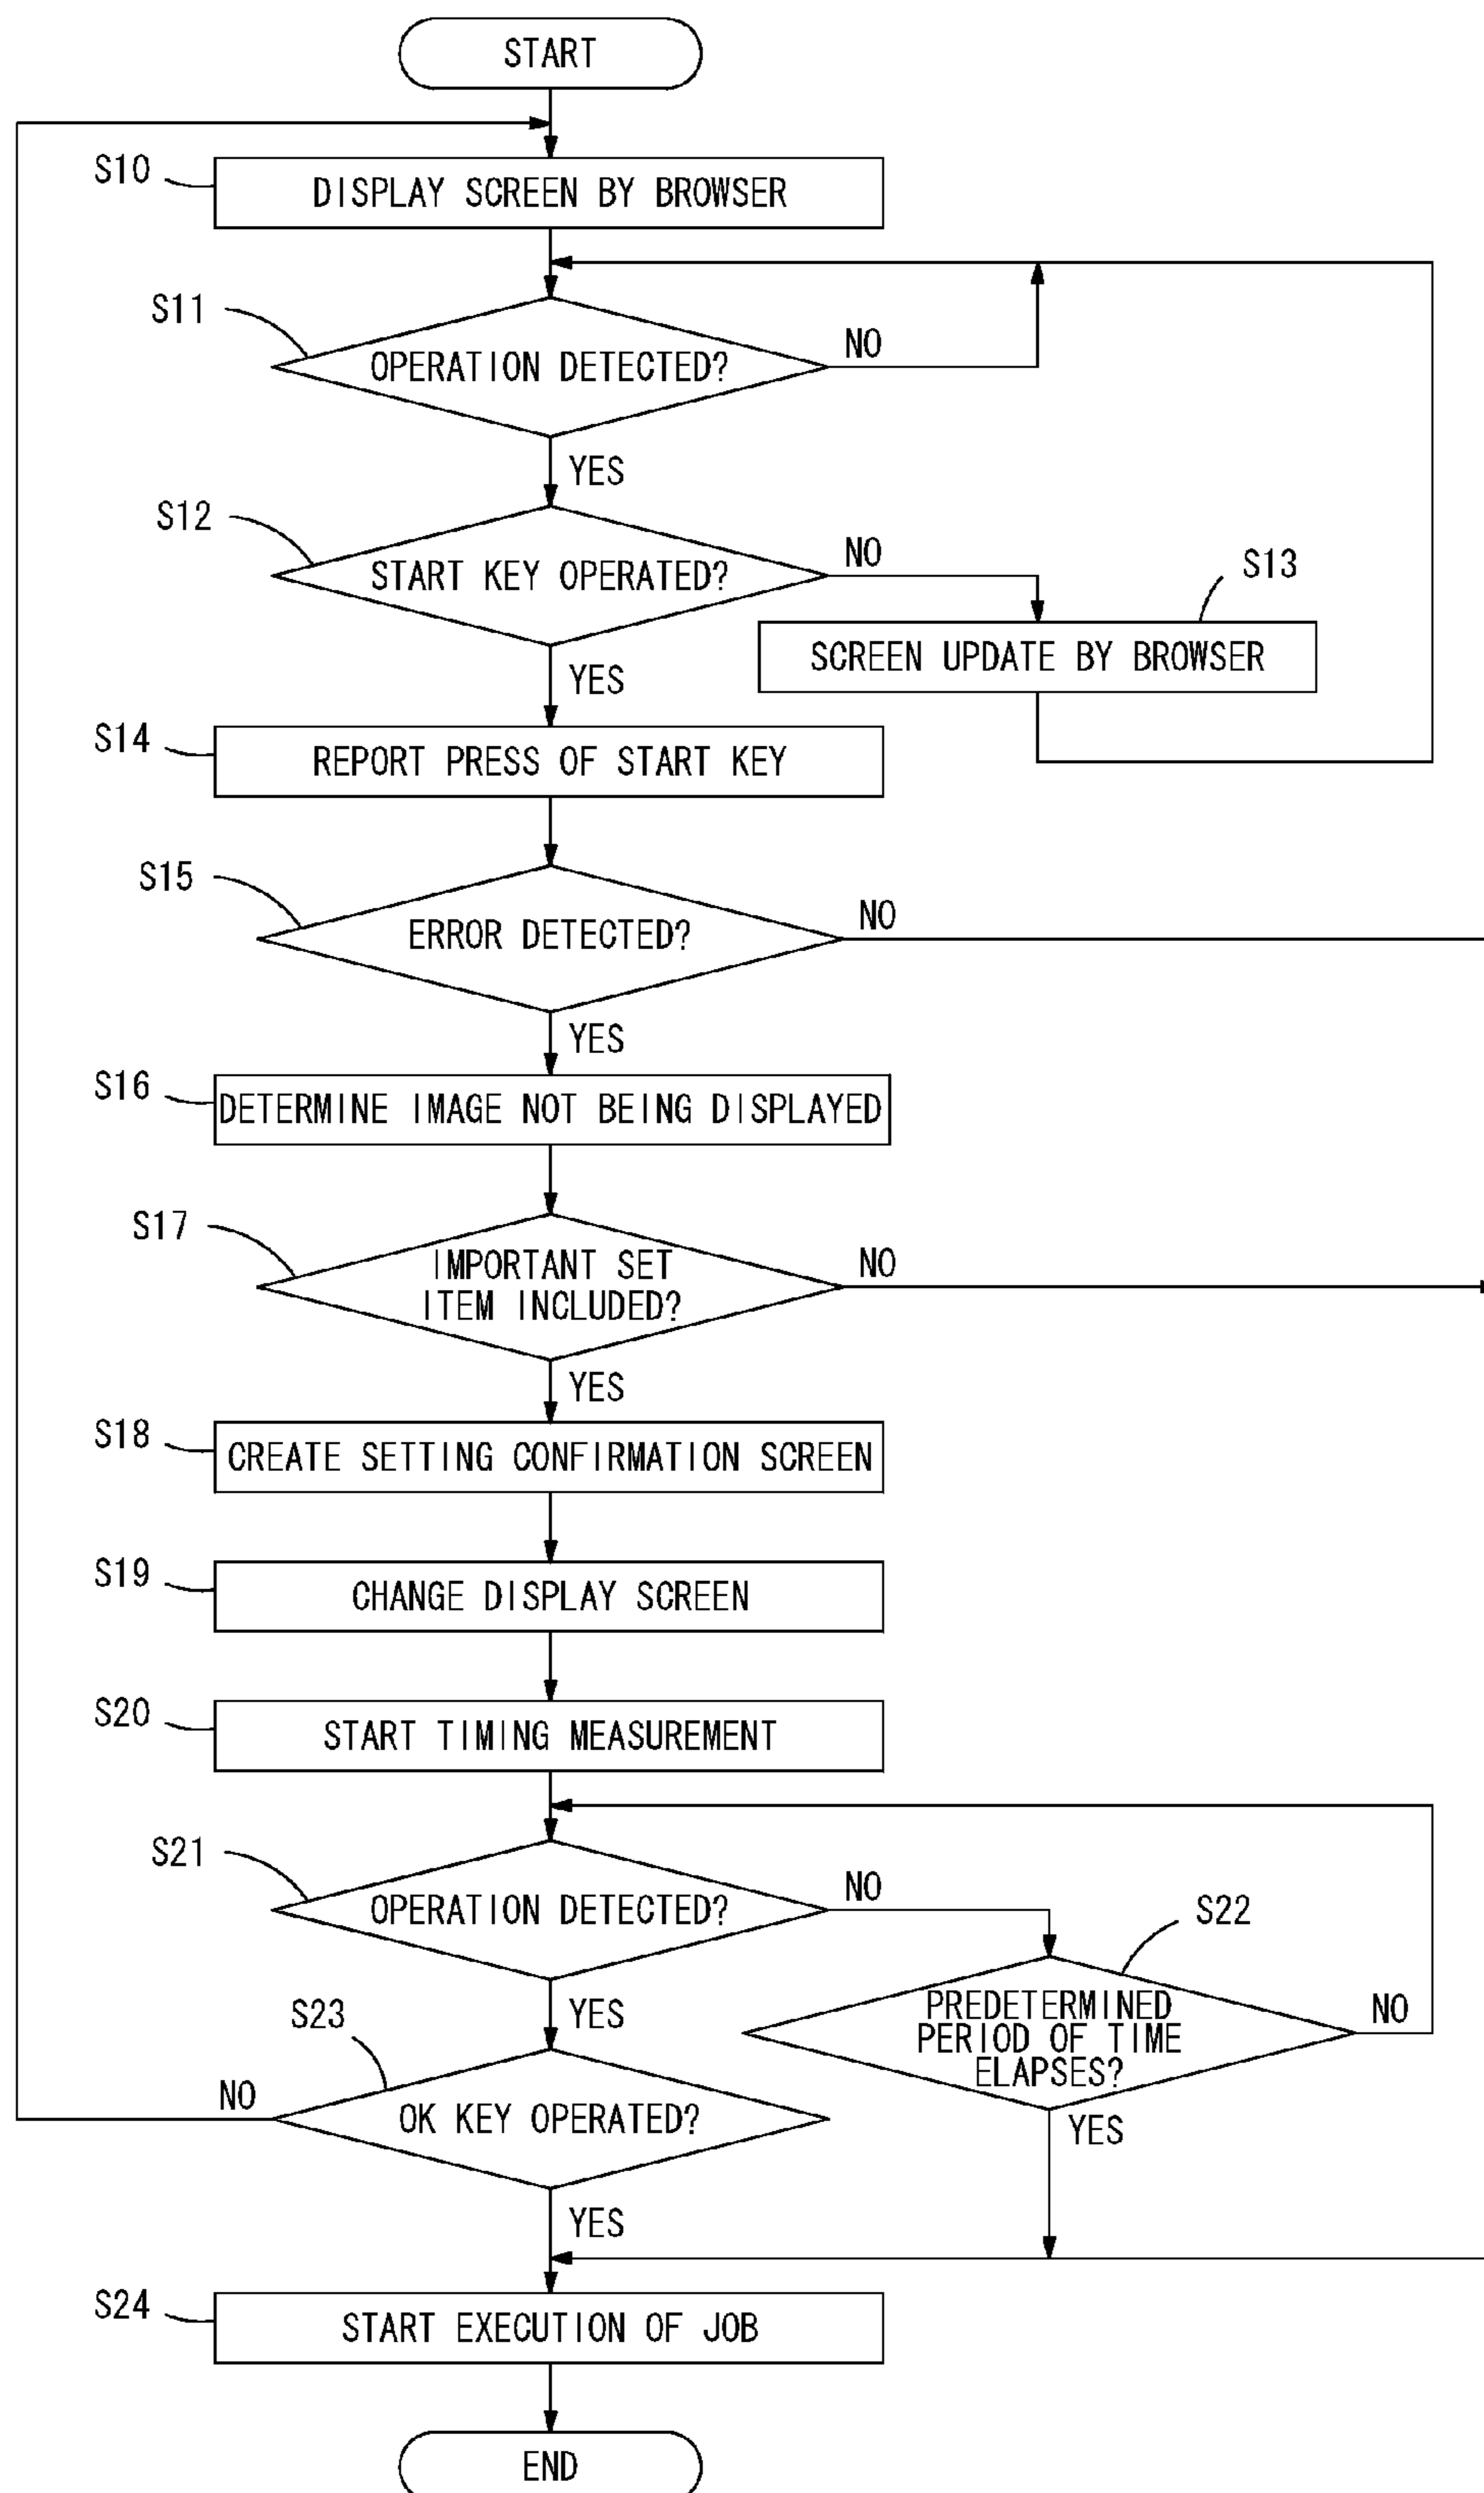 START
S10
DISPLAY SCREEN BY BROWSER
S11
OPERATION DETECTED?
NO
YES
S12
START KEY OPERATED?
NO
S13
SCREEN UPDATE BY BROWSER
YES
S14
REPORT PRESS OF START KEY
S15
ERROR DETECTED?
NO
YES
S16
DETERMINE IMAGE NOT BEING DISPLAYED
S17
IMPORTANT SET
ITEM INCLUDED?
NO
YES
S18
CREATE SETTING CONFIRMATION SCREEN
S19
CHANGE DISPLAY SCREEN
S20
START TIMING MEASUREMENT
S21
OPERATION DETECTED?
NO
S22
PREDETERMINED
PERIOD OF TIME
ELAPSES?
NO
YES
YES
S23
OK KEY OPERATED?
NO
YES
S24
START EXECUTION OF JOB
END